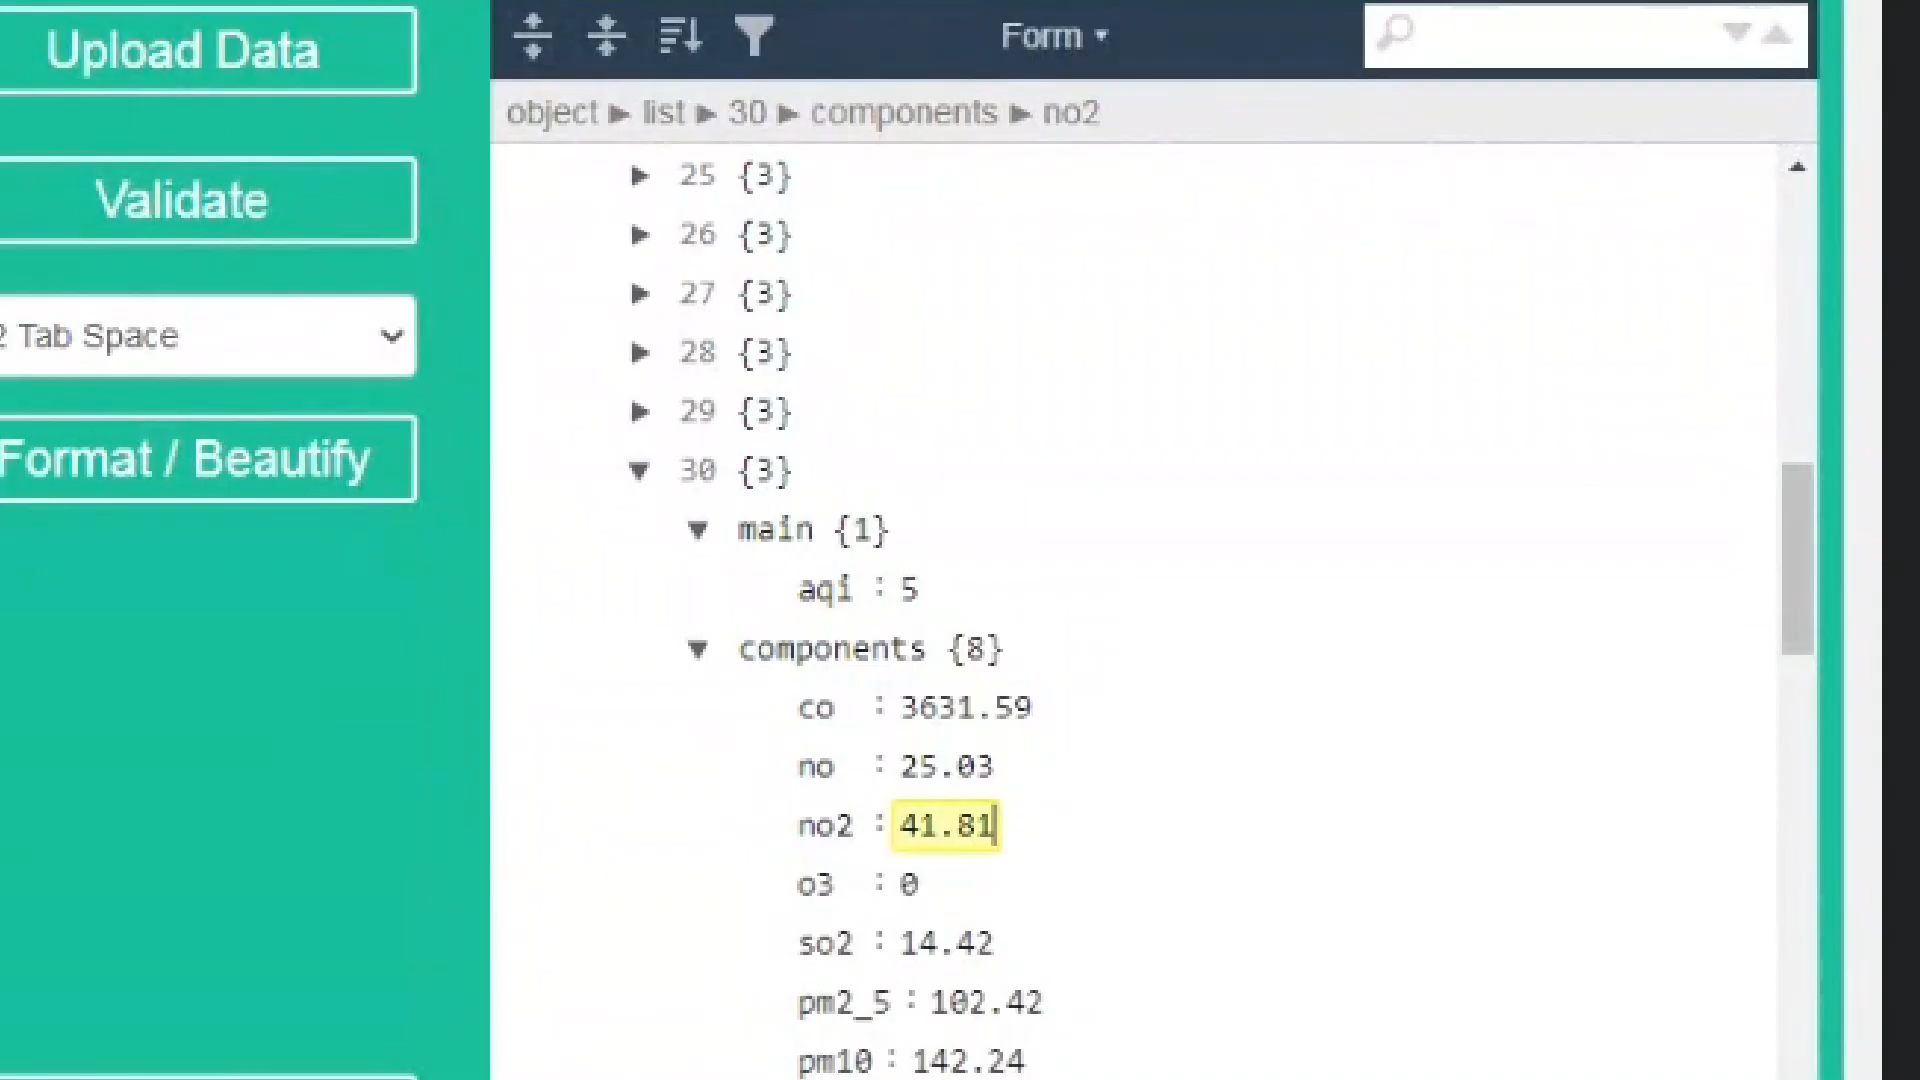 Upload Data
Validate
2 Tab Space
Format / Beautify
Form
object ▶ list ▶ 30 ▶ components ▶ no2
25 {3}
26 {3}
27 {3}
28 {3}
29 {3}
30 {3}
main {1}
aqi : 5
components {8}
co : 3631.59
no : 25.03
no2 : 41.81
o3 : 0
so2 : 14.42
pm2_5 : 102.42
pm10 : 142.24